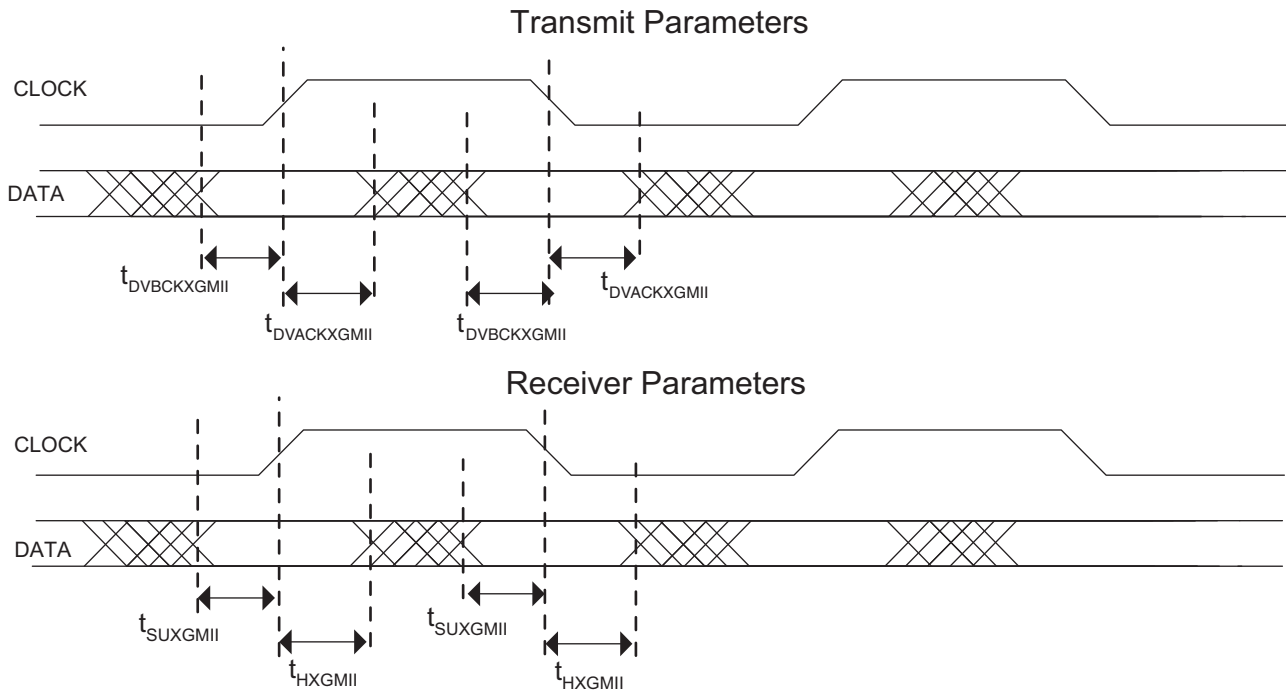 Transmit Parameters
CLOCK
DATA
tDVBCKXGMII
tDVACKXGMII
tDVBCKXGMII
tDVACKXGMII
Receiver Parameters
CLOCK
DATA
tSUXGMII
tHXGMII
tSUXGMII
tHXGMII